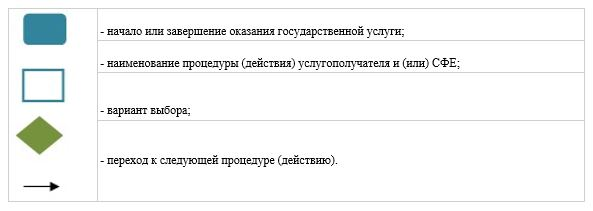 - начало или завершение оказания государственной услуги;
- наименование процедуры (действия) услугополучателя и (или) СФЕ;
- вариант выбора;
- переход к следующей процедуре (действию).